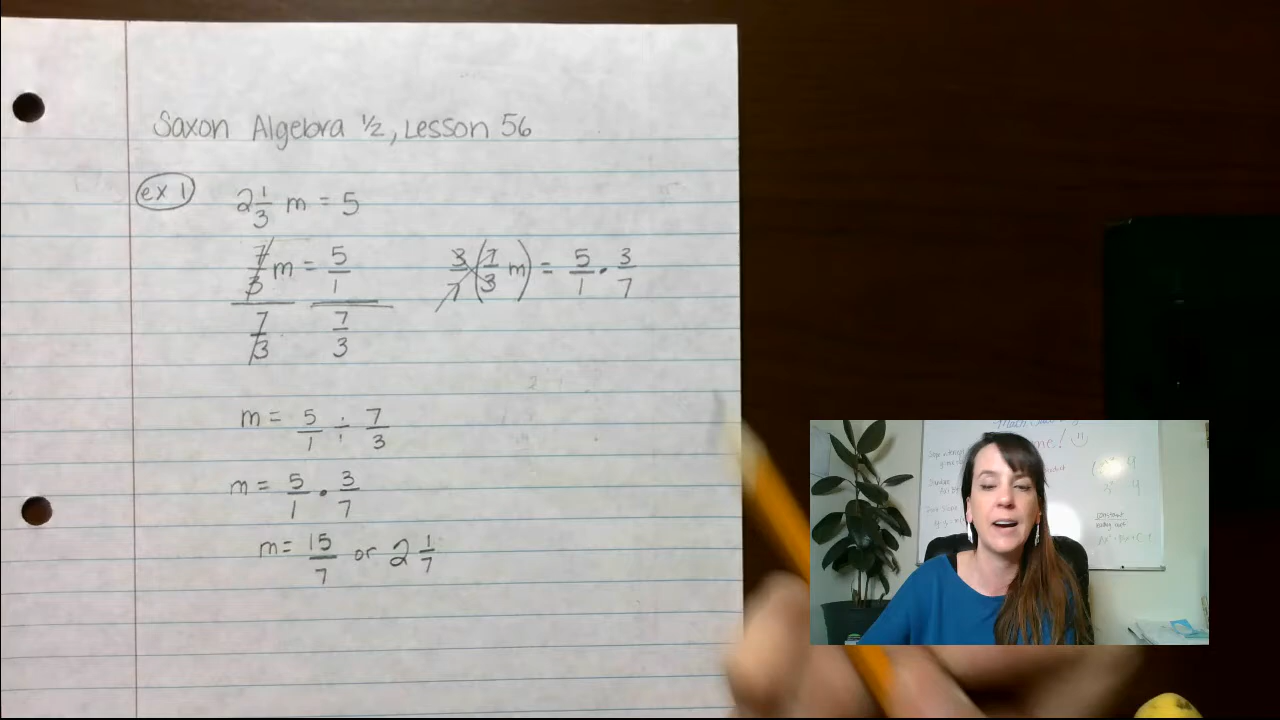 Saxon Algebra ½, Lesson 56
ex 1
2 1/3 m = 5
7/3 m = 5/1
7/3 7/3
3/7 (7/3 m) = 5/1 · 3/7
m = 5/1 ÷ 7/3
m = 5/1 · 3/7
m = 15/7 or 2 1/7